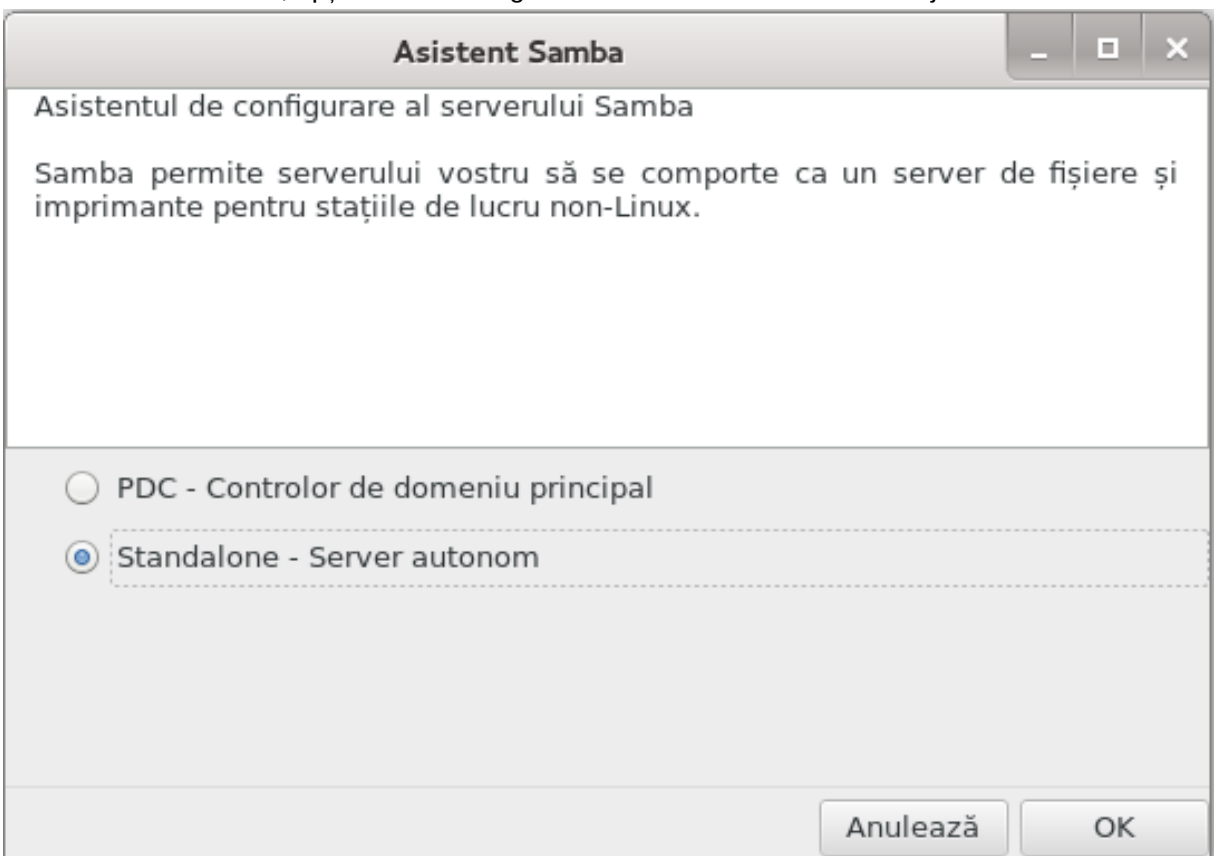 Asistent Samba
Asistentul de configurare al serverului Samba
Samba permite serverului vostru să se comporte ca un server de fișiere și
imprimante pentru stațiile de lucru non-Linux.
PDC - Controlor de domeniu principal
Standalone - Server autonom
Anulează
OK